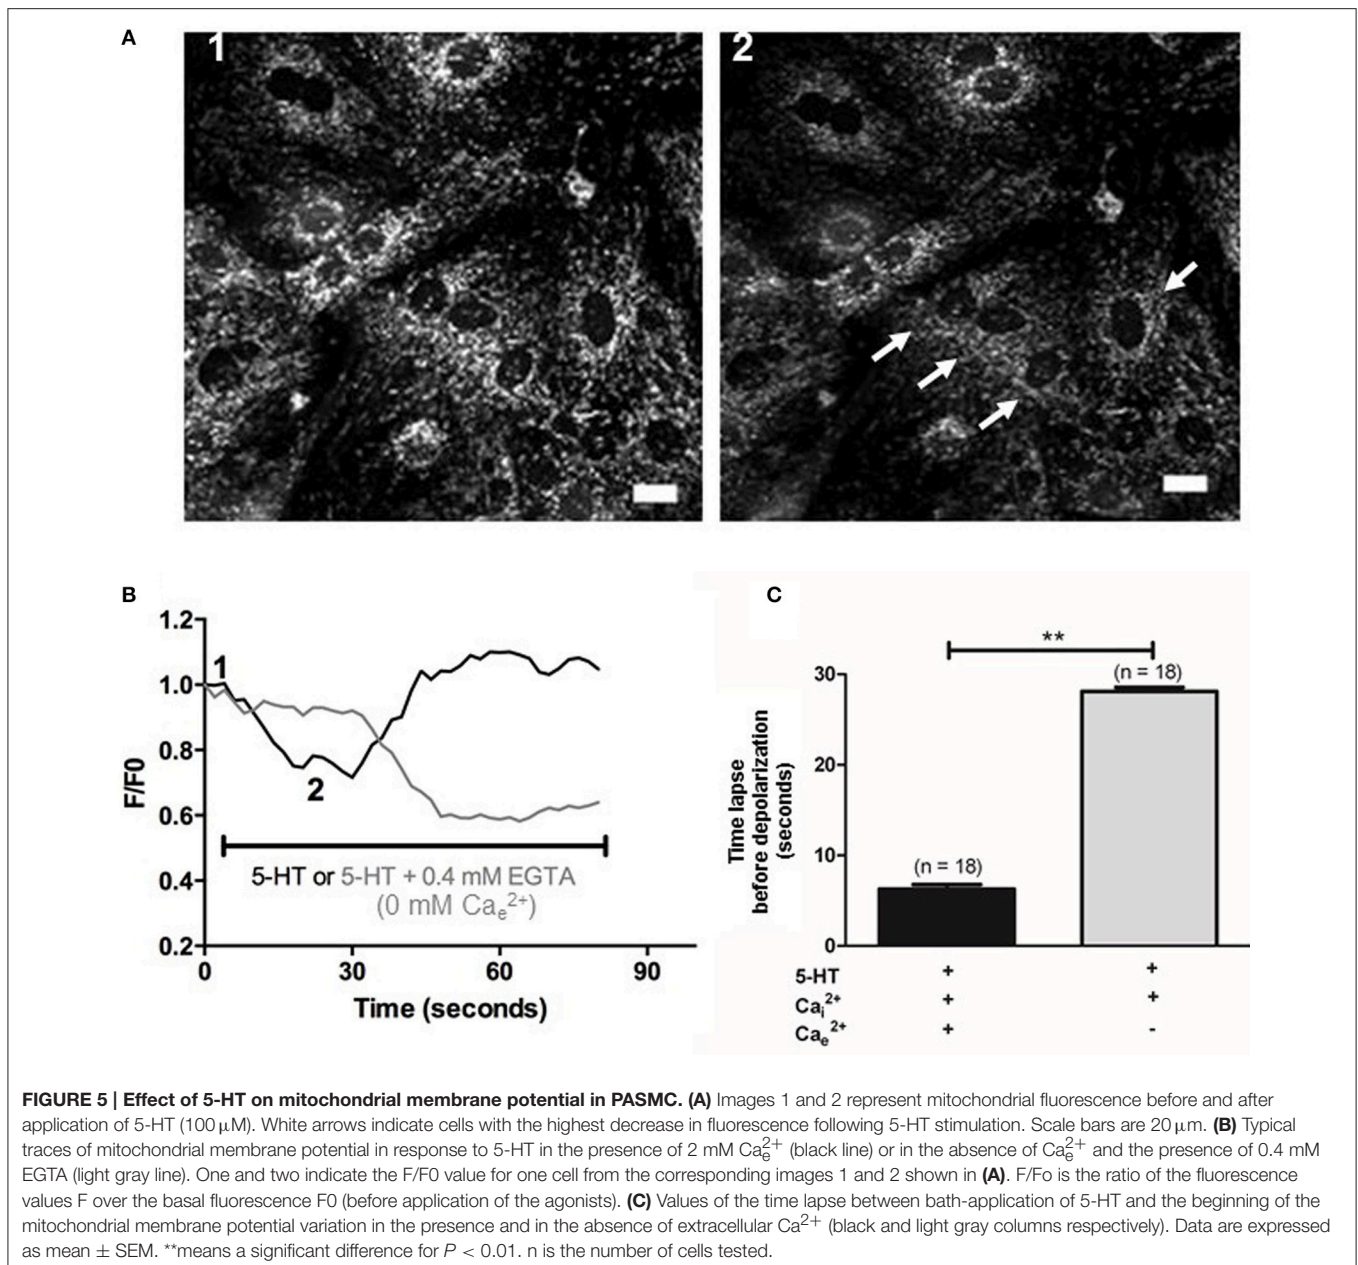 A
1
2
B
C
1.2
1.0
0.8
0.6
0.4
0.2
F/F0
1
2
5-HT or 5-HT + 0.4 mM EGTA
(0 mM Cae2+)
0
30
60
90
Time (seconds)
**
30
20
10
0
Time lapse
before depolarization
(seconds)
(n = 18)
(n = 18)
5-HT + +
Cai2+ + +
Cae2+ + -
FIGURE 5 | Effect of 5-HT on mitochondrial membrane potential in PASMC. (A) Images 1 and 2 represent mitochondrial fluorescence before and after
application of 5-HT (100 μM). White arrows indicate cells with the highest decrease in fluorescence following 5-HT stimulation. Scale bars are 20 μm. (B) Typical
traces of mitochondrial membrane potential in response to 5-HT in the presence of 2 mM Cae2+ (black line) or in the absence of Cae2+ and the presence of 0.4 mM
EGTA (light gray line). One and two indicate the F/F0 value for one cell from the corresponding images 1 and 2 shown in (A). F/Fo is the ratio of the fluorescence
values F over the basal fluorescence F0 (before application of the agonists). (C) Values of the time lapse between bath-application of 5-HT and the beginning of the
mitochondrial membrane potential variation in the presence and in the absence of extracellular Ca2+ (black and light gray columns respectively). Data are expressed
as mean ± SEM. **means a significant difference for P < 0.01. n is the number of cells tested.